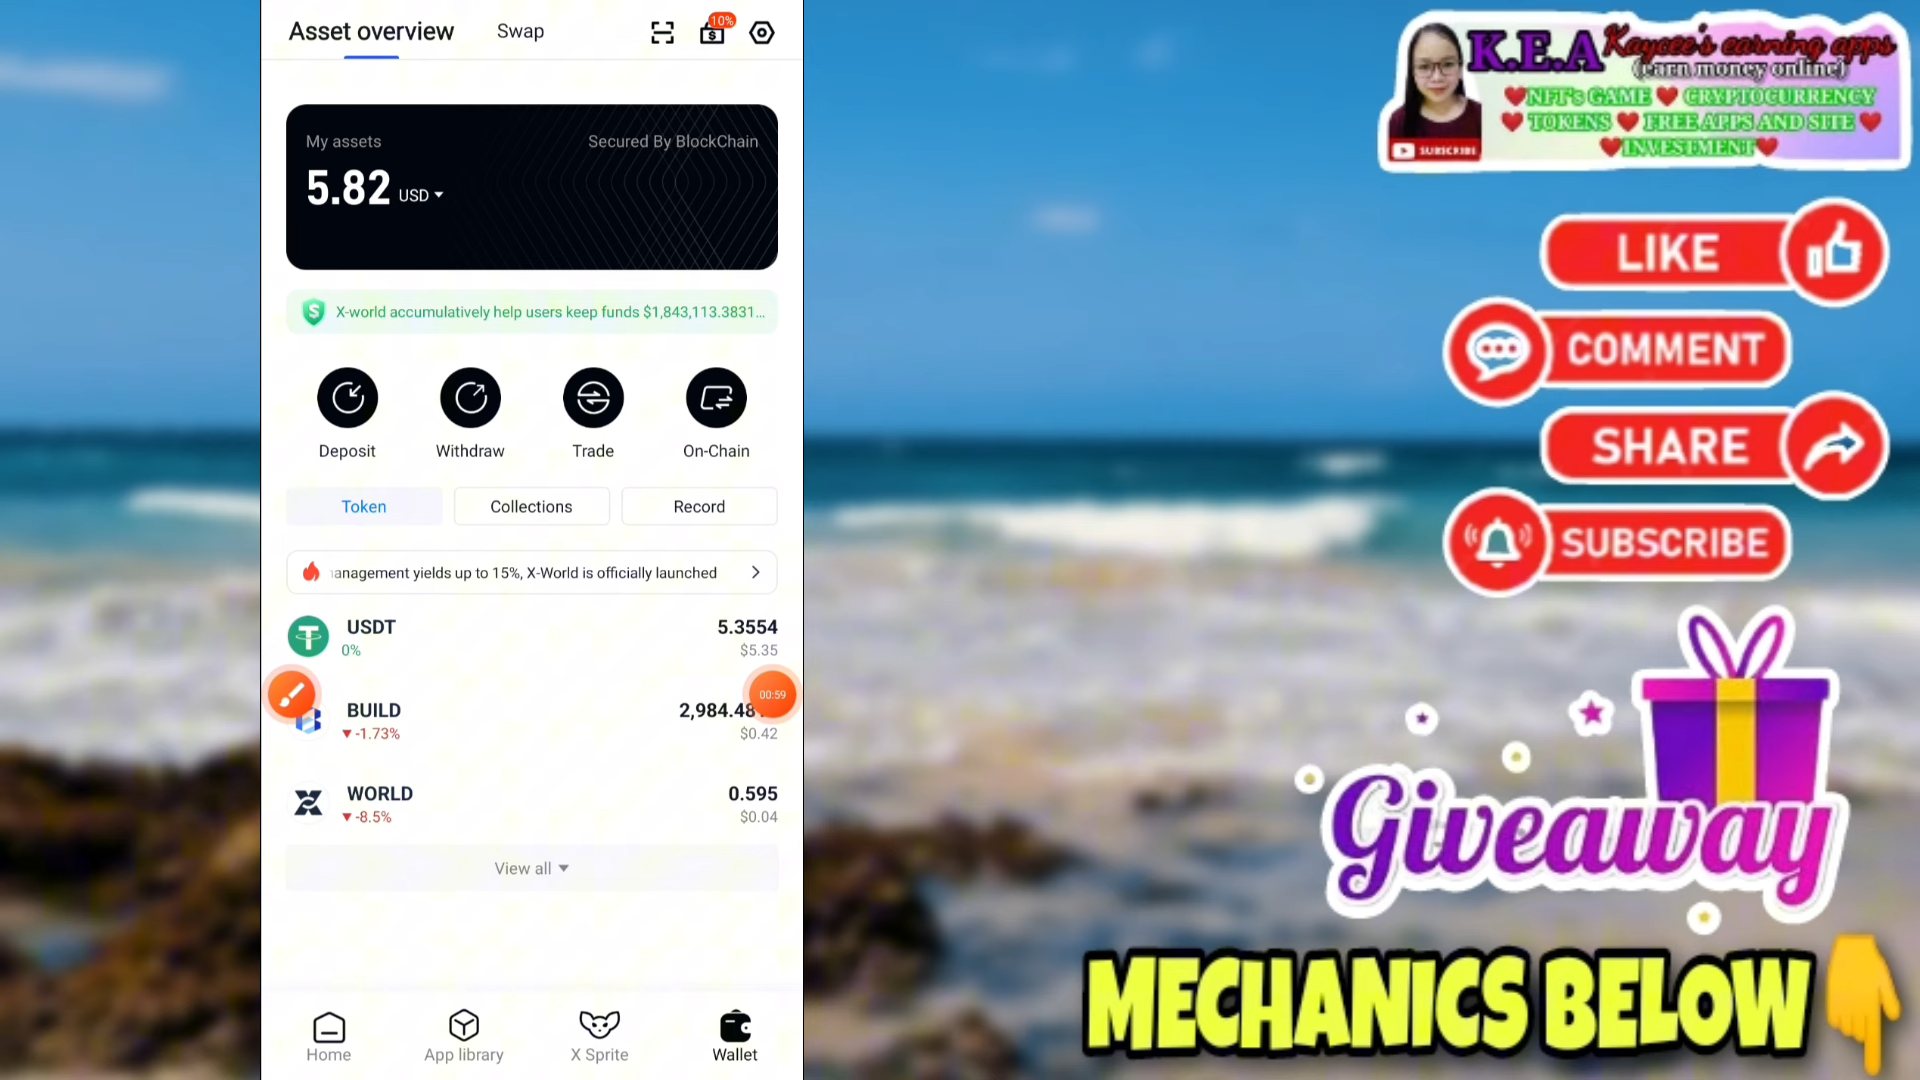 Asset overview
Swap
10%
My assets
Secured By BlockChain
5.82 USD
X-world accumulatively help users keep funds $1,843,113.3831...
Deposit
Withdraw
Trade
On-Chain
Token
Collections
Record
anagement yields up to 15%, X-World is officially launched
USDT
5.3554
0%
$5.35
00:59
BUILD
2,984.48
-1.73%
$0.42
WORLD
0.595
-8.5%
$0.04
View all
Home
App library
X Sprite
Wallet
K.E.A Kaycee's earning apps
(earn money online)
NFT's GAME CRYPTOCURRENCY
TOKENS FREE APPS AND SITE
INVESTMENT
SUBSCRIBE
LIKE
COMMENT
SHARE
SUBSCRIBE
Giveaway
MECHANICS BELOW